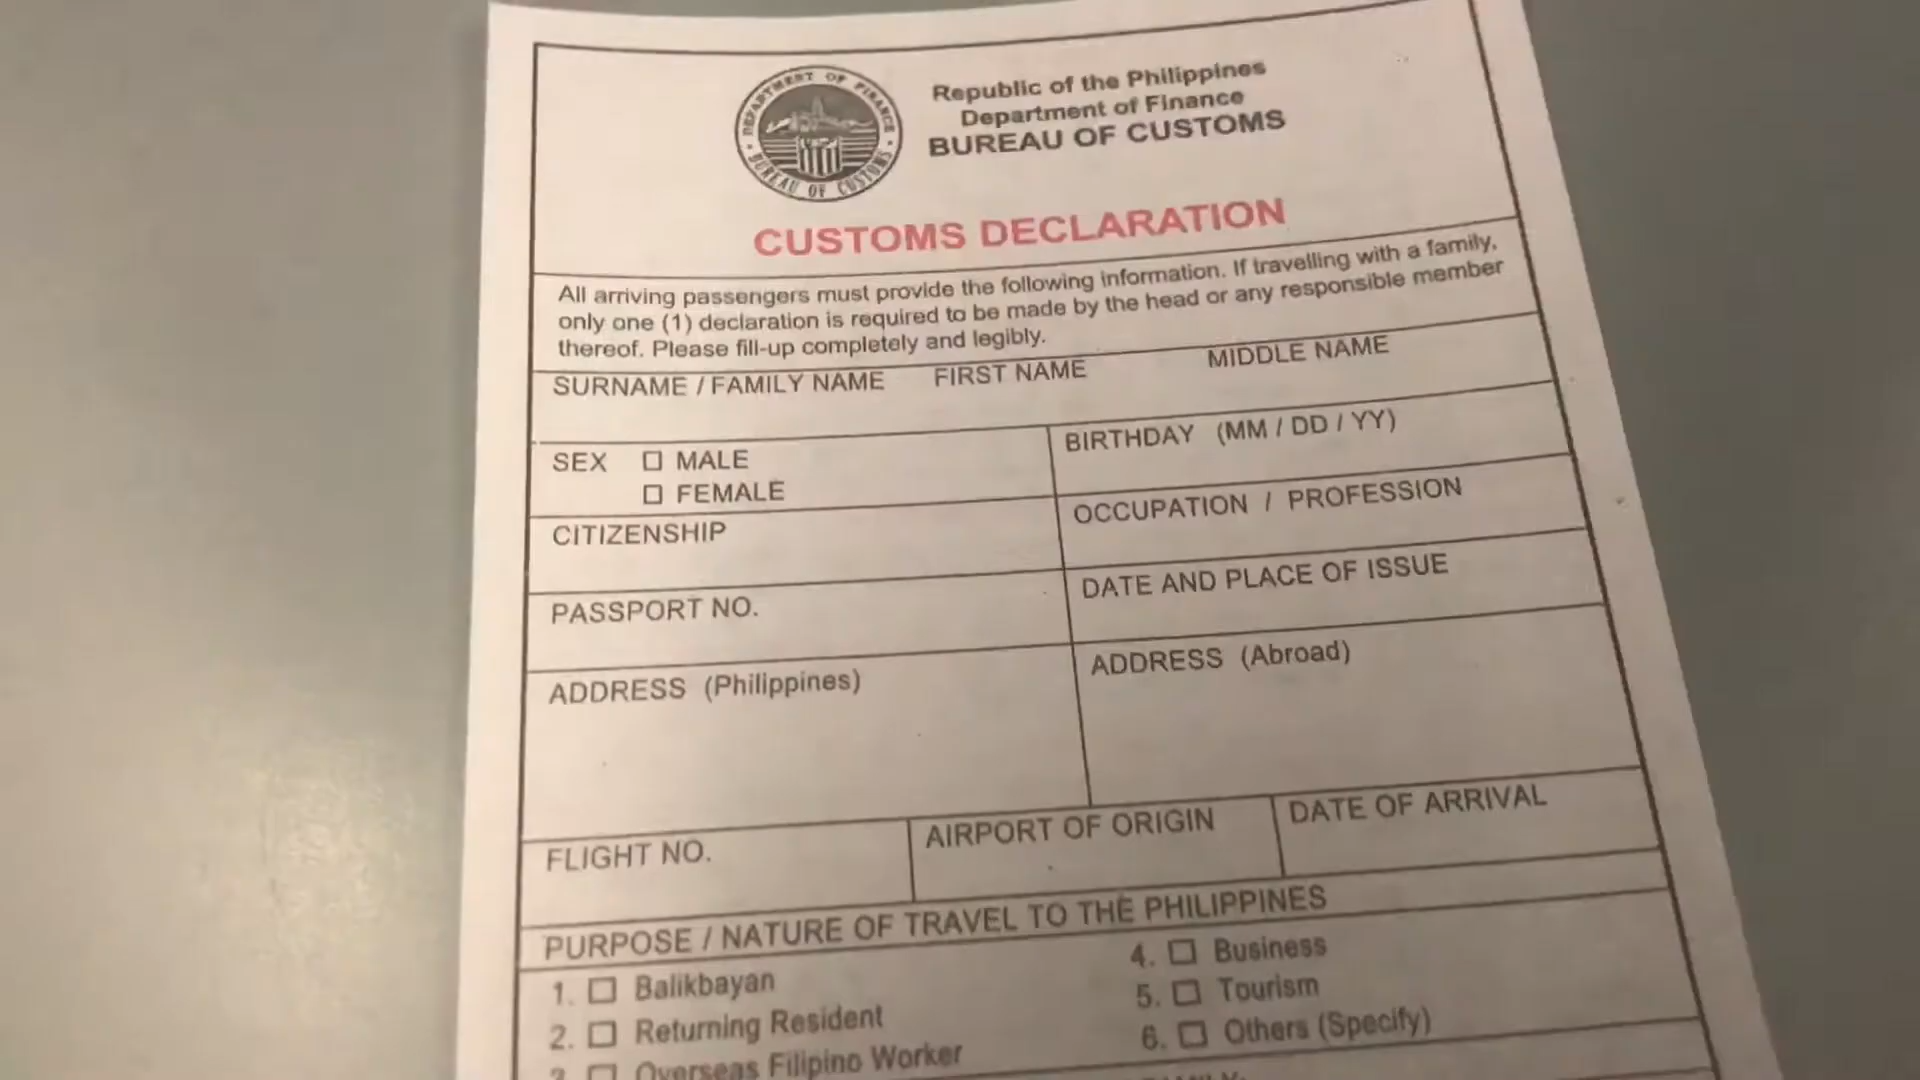 DEPARTMENT OF FINANCE
BUREAU OF CUSTOMS
Republic of the Philippines
Department of Finance
BUREAU OF CUSTOMS
CUSTOMS DECLARATION
All arriving passengers must provide the following information. If travelling with a family,
only one (1) declaration is required to be made by the head or any responsible member
thereof. Please fill-up completely and legibly.
SURNAME / FAMILY NAME FIRST NAME MIDDLE NAME
SEX ☐ MALE
☐ FEMALE
BIRTHDAY (MM / DD / YY)
CITIZENSHIP
OCCUPATION / PROFESSION
PASSPORT NO.
DATE AND PLACE OF ISSUE
ADDRESS (Philippines)
ADDRESS (Abroad)
FLIGHT NO.
AIRPORT OF ORIGIN
DATE OF ARRIVAL
PURPOSE / NATURE OF TRAVEL TO THE PHILIPPINES
1. ☐ Balikbayan
2. ☐ Returning Resident
3. ☐ Overseas Filipino Worker
4. ☐ Business
5. ☐ Tourism
6. ☐ Others (Specify)